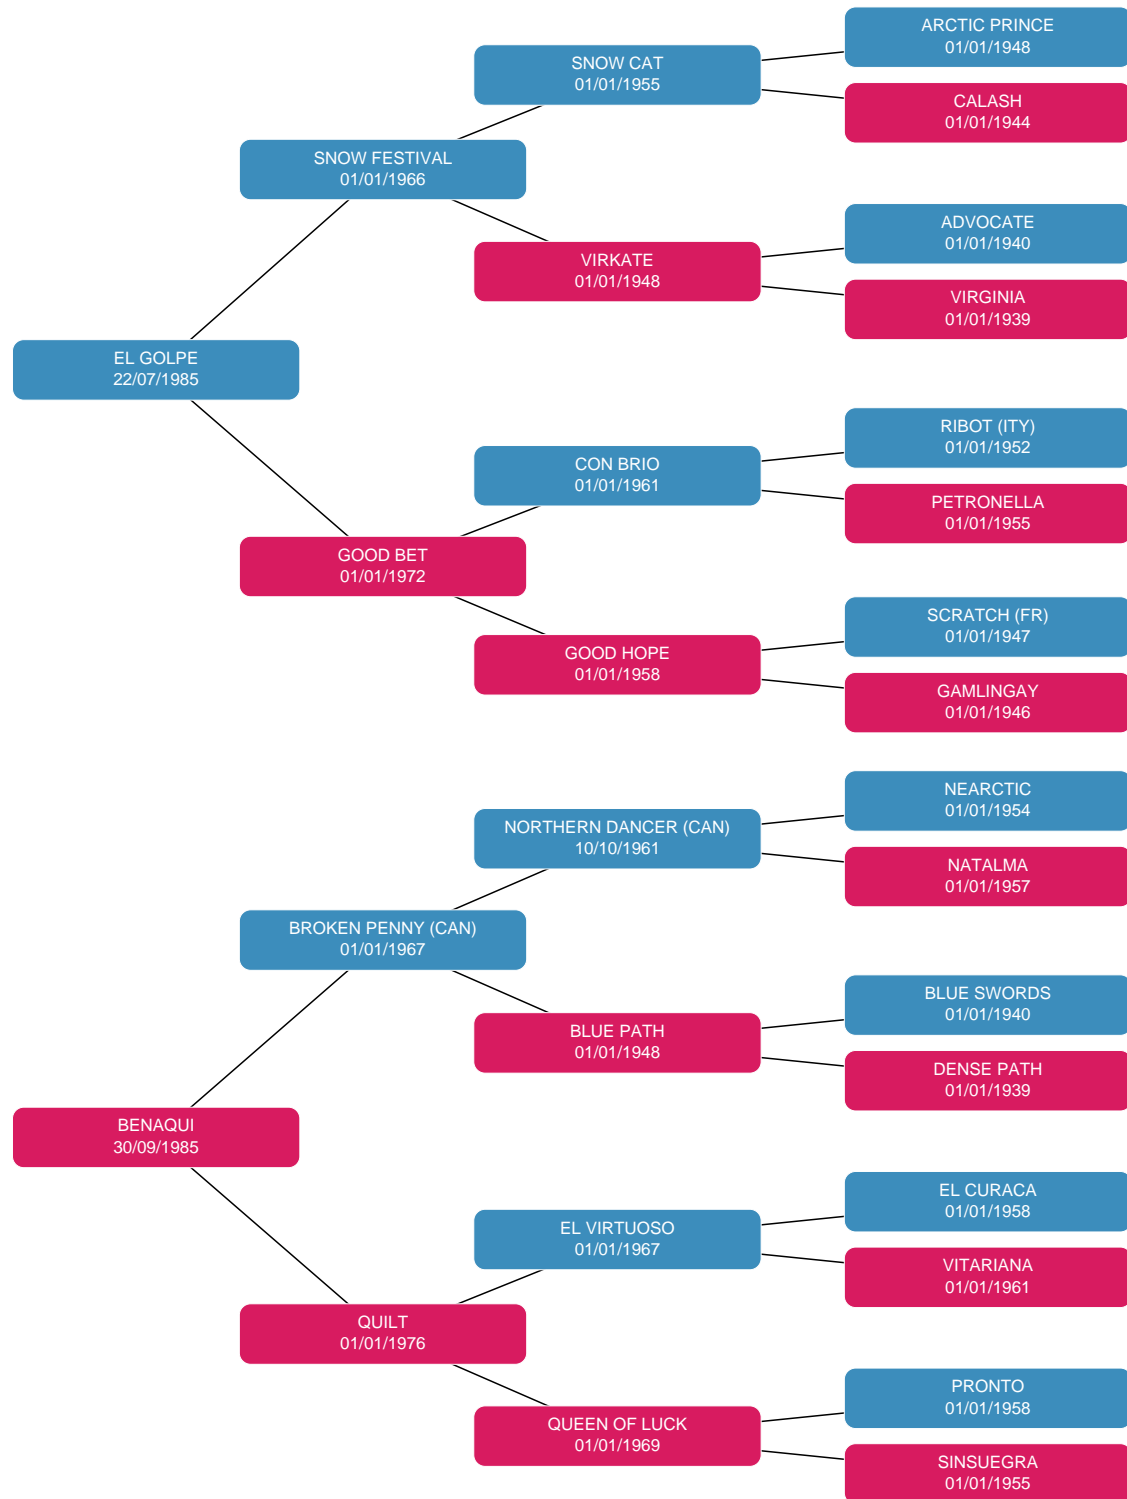 ARCTIC PRINCE
01/01/1948
SNOW CAT
01/01/1955
CALASH
01/01/1944
SNOW FESTIVAL
01/01/1966
ADVOCATE
01/01/1940
VIRKATE
01/01/1948
VIRGINIA
01/01/1939
EL GOLPE
22/07/1985
RIBOT (ITY)
01/01/1952
CON BRIO
01/01/1961
PETRONELLA
01/01/1955
GOOD BET
01/01/1972
SCRATCH (FR)
01/01/1947
GOOD HOPE
01/01/1958
GAMLINGAY
01/01/1946
NEARCTIC
01/01/1954
NORTHERN DANCER (CAN)
10/10/1961
NATALMA
01/01/1957
BROKEN PENNY (CAN)
01/01/1967
BLUE SWORDS
01/01/1940
BLUE PATH
01/01/1948
DENSE PATH
01/01/1939
BENAQUI
30/09/1985
EL CURACA
01/01/1958
EL VIRTUOSO
01/01/1967
VITARIANA
01/01/1961
QUILT
01/01/1976
PRONTO
01/01/1958
QUEEN OF LUCK
01/01/1969
SINSUEGRA
01/01/1955